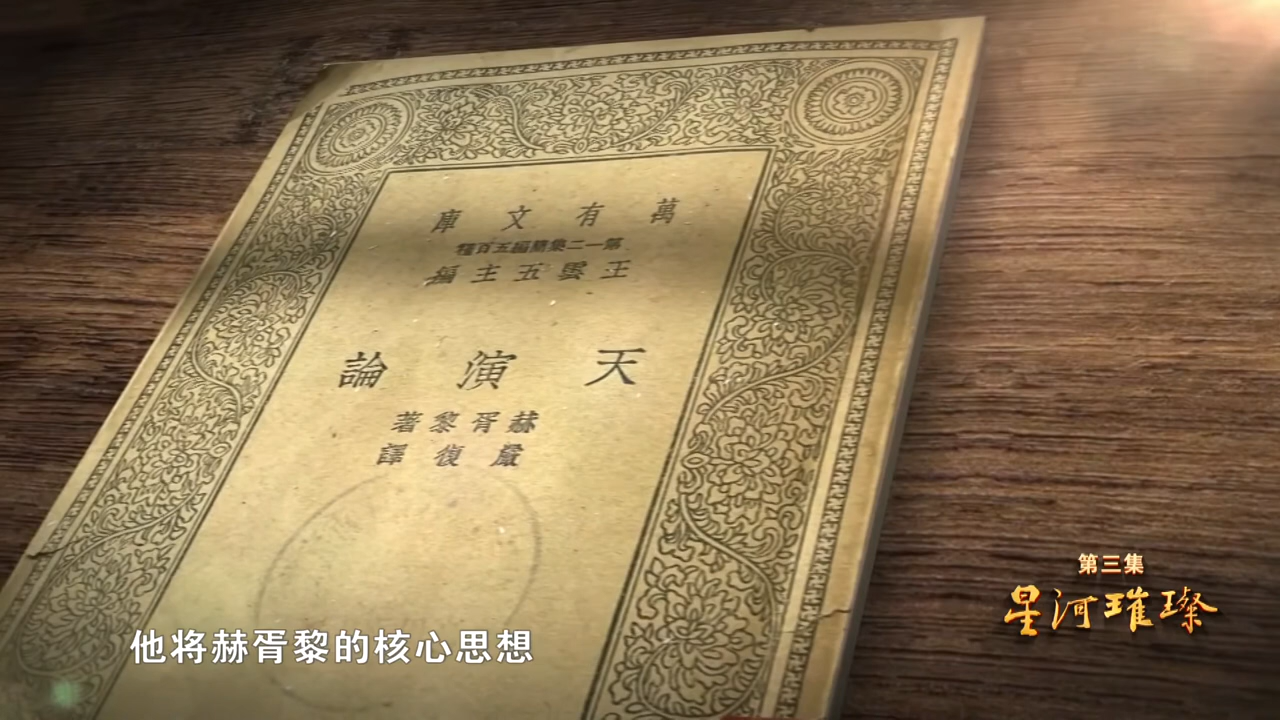 萬有文庫
第一二集簡編五百種
王雲五主編
天演論
赫胥黎著
嚴復譯
第三集
星河璀璨
他将赫胥黎的核心思想